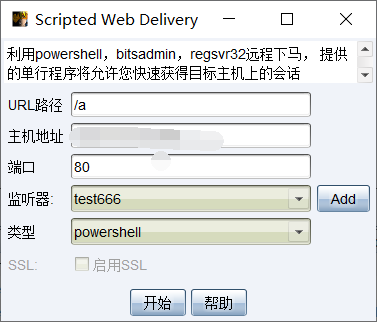 Scripted Web Delivery
利用powershell，bitsadmin，regsvr32远程下马， 提供
的单行程序将允许您快速获得目标主机上的会话
URL路径 /a
主机地址
端口 80
监听器: test666 Add
类型 powershell
SSL: 启用SSL
开始 帮助